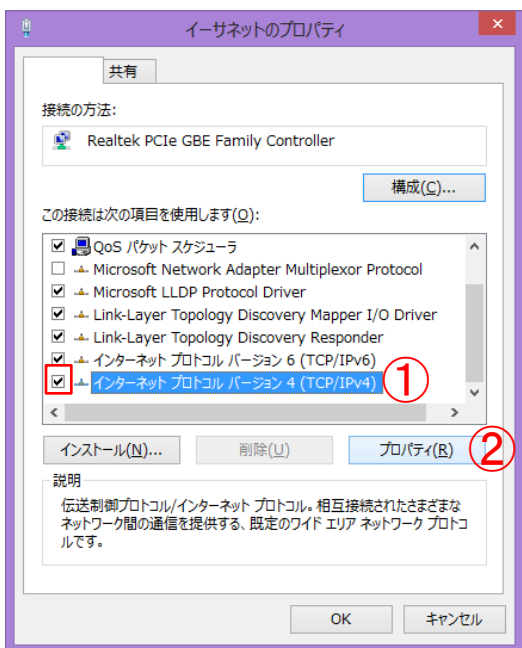 イーサネットのプロパティ
共有
接続の方法:
Realtek PCIe GBE Family Controller
構成(C)...
この接続は次の項目を使用します(O):
QoS パケット スケジューラ
Microsoft Network Adapter Multiplexor Protocol
Microsoft LLDP Protocol Driver
Link-Layer Topology Discovery Mapper I/O Driver
Link-Layer Topology Discovery Responder
インターネット プロトコル バージョン 6 (TCP/IPv6)
インターネット プロトコル バージョン 4 (TCP/IPv4) ①
インストール(N)... 削除(U) プロパティ(R) ②
説明
伝送制御プロトコル/インターネット プロトコル。相互接続されたさまざまな
ネットワーク間の通信を提供する、既定のワイド エリア ネットワーク プロトコ
ルです。
OK キャンセル